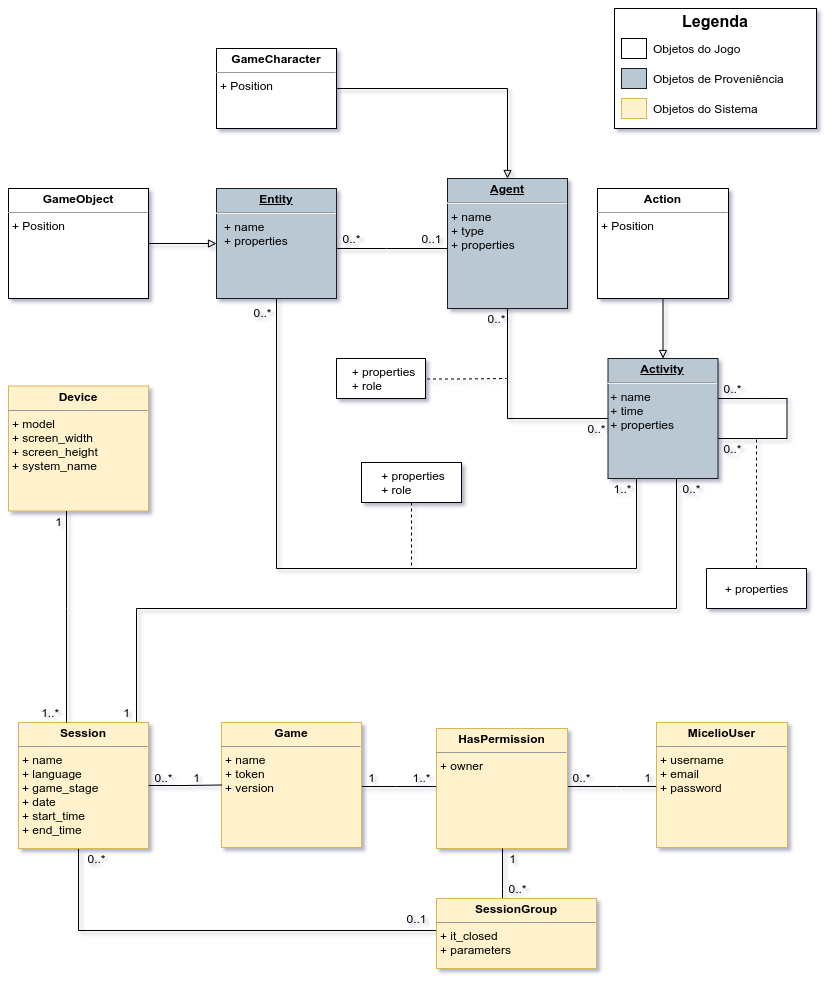 Legenda
Objetos do Jogo
Objetos de Proveniência
Objetos do Sistema
GameCharacter
+ Position
GameObject
+ Position
Entity
+ name
+ properties
0..*
0..1
Agent
+ name
+ type
+ properties
Action
+ Position
0..*
0..*
+ properties
+ role
Activity
+ name
+ time
+ properties
0..*
0..*
0..*
1..*
0..*
Device
+ model
+ screen_width
+ screen_height
+ system_name
1
+ properties
+ role
+ properties
1..*
1
Session
+ name
+ language
+ game_stage
+ date
+ start_time
+ end_time
0..*
1
Game
+ name
+ token
+ version
1
1..*
HasPermission
+ owner
0..*
1
MicelioUser
+ username
+ email
+ password
0..*
1
0..*
0..1
SessionGroup
+ it_closed
+ parameters